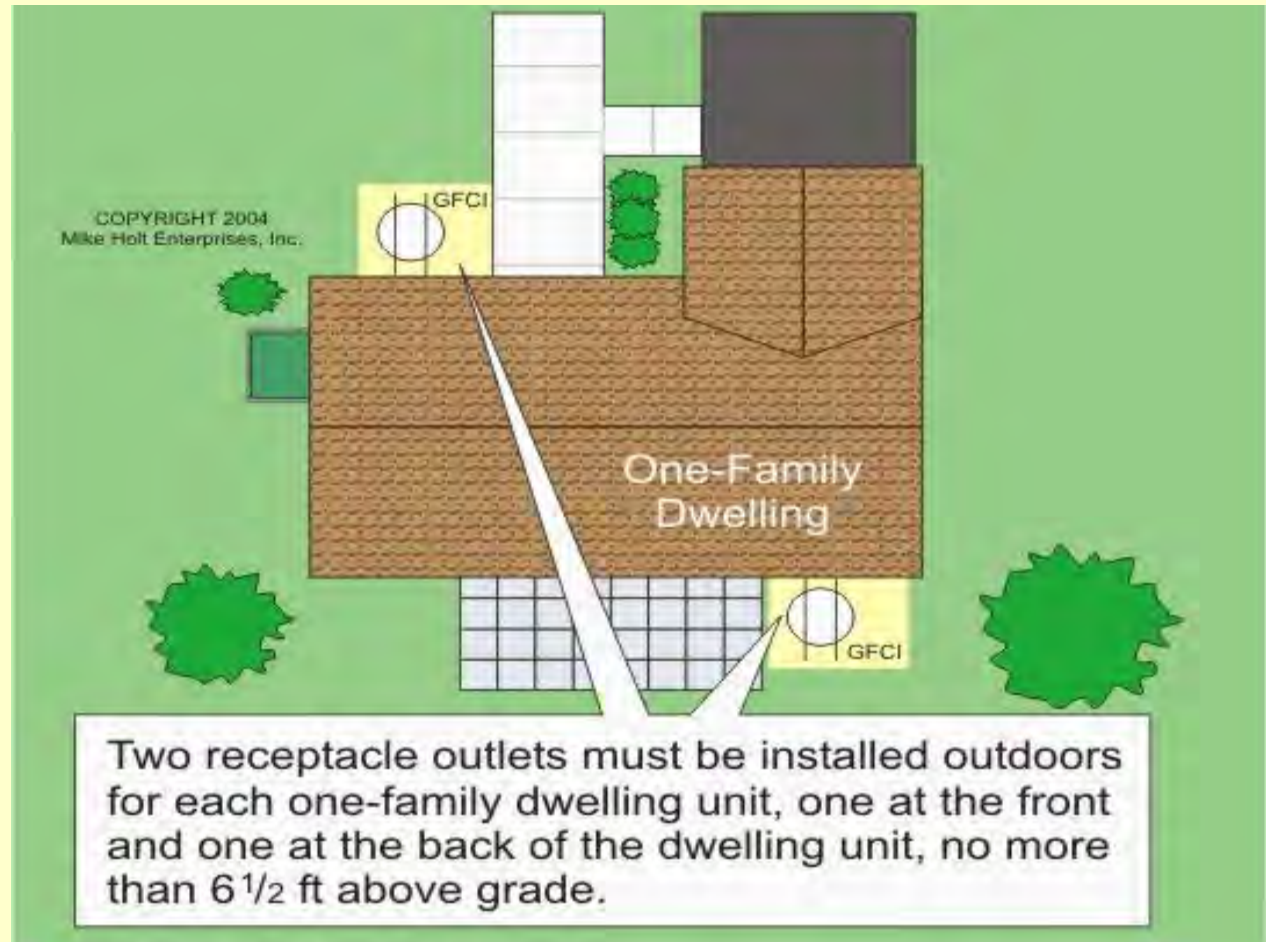 GFCI
COPYRIGHT 2004
Mike Holt Enterprises, Inc.
One-Family
Dwelling
GFCI
Two receptacle outlets must be installed outdoors
for each one-family dwelling unit, one at the front
and one at the back of the dwelling unit, no more
than 6 1/2 ft above grade.